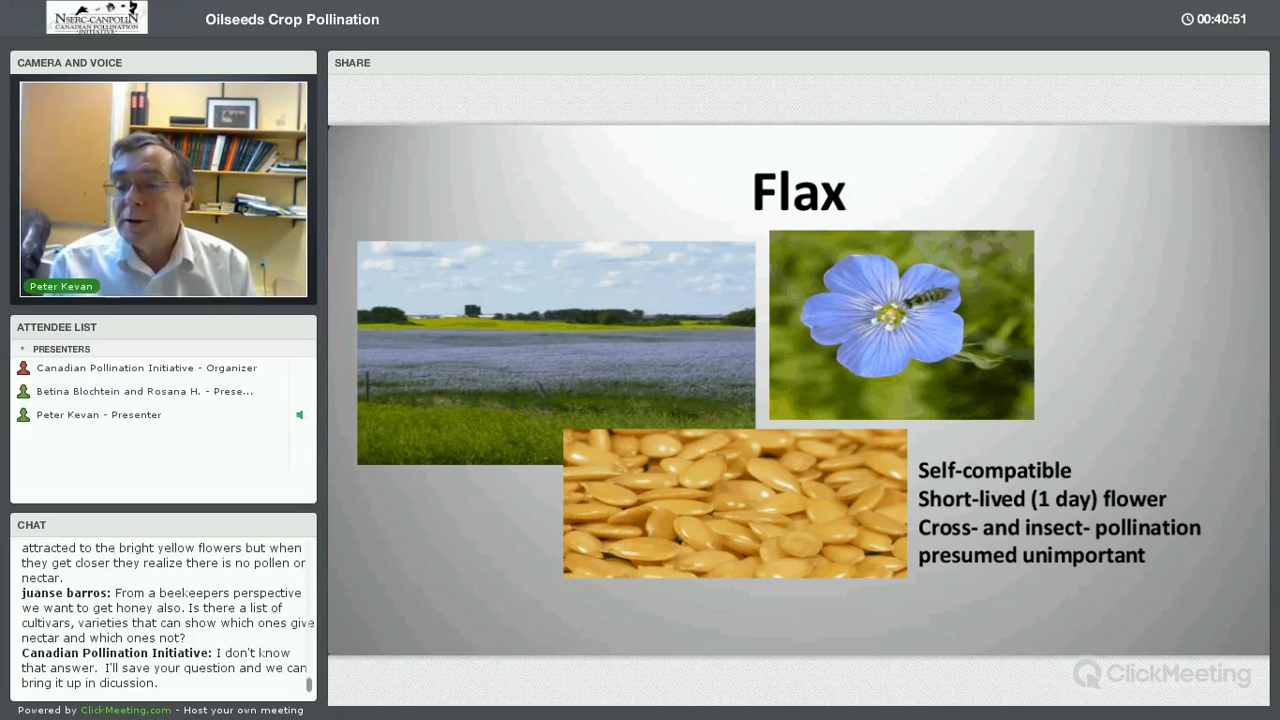 NSERC-CANPOLIN
CANADIAN POLLINATION
INITIATIVE
Oilseeds Crop Pollination
00:40:51
CAMERA AND VOICE
Peter Kevan
ATTENDEE LIST
PRESENTERS
Canadian Pollination Initiative - Organizer
Betina Blochtein and Rosana H. - Prese...
Peter Kevan - Presenter
CHAT
attracted to the bright yellow flowers but when
they get closer they realize there is no pollen or
nectar.
juanse barros: From a beekeepers perspective
we want to get honey also. Is there a list of
cultivars, varieties that can show which ones give
nectar and which ones not?
Canadian Pollination Initiative: I don't know
that answer. I'll save your question and we can
bring it up in dicussion.
Powered by ClickMeeting.com - Host your own meeting
SHARE
Flax
Self-compatible
Short-lived (1 day) flower
Cross- and insect- pollination
presumed unimportant
ClickMeeting